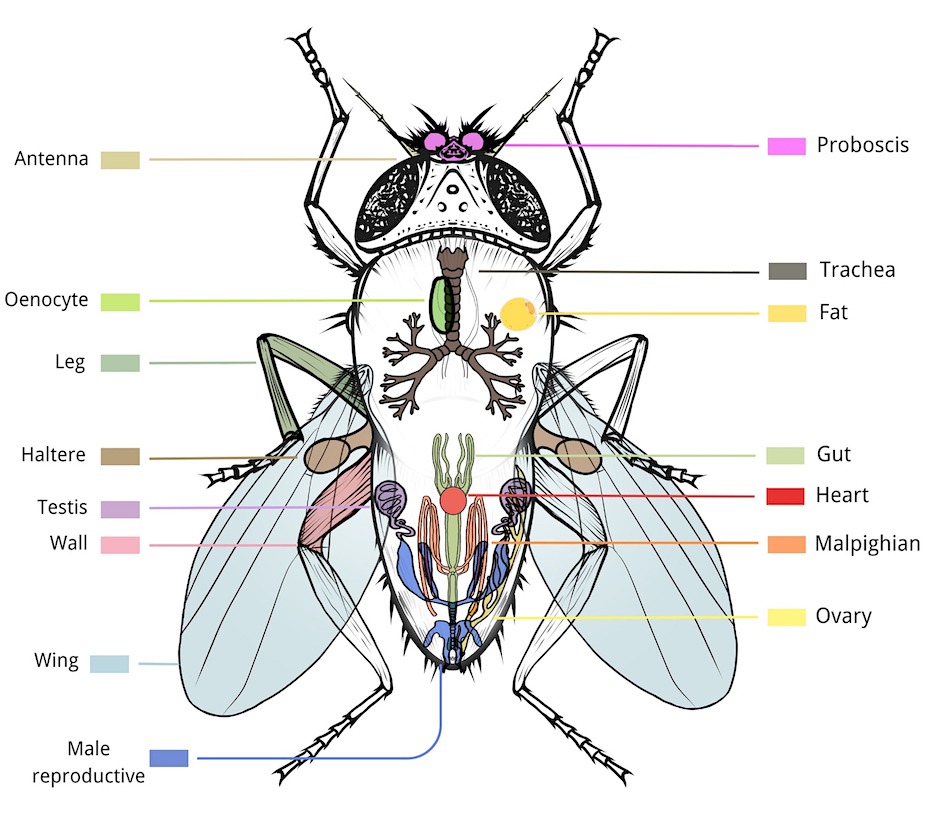 Antenna
Oenocyte
Leg
Haltere
Testis
Wall
Wing
Male
reproductive
Proboscis
Trachea
Fat
Gut
Heart
Malpighian
Ovary